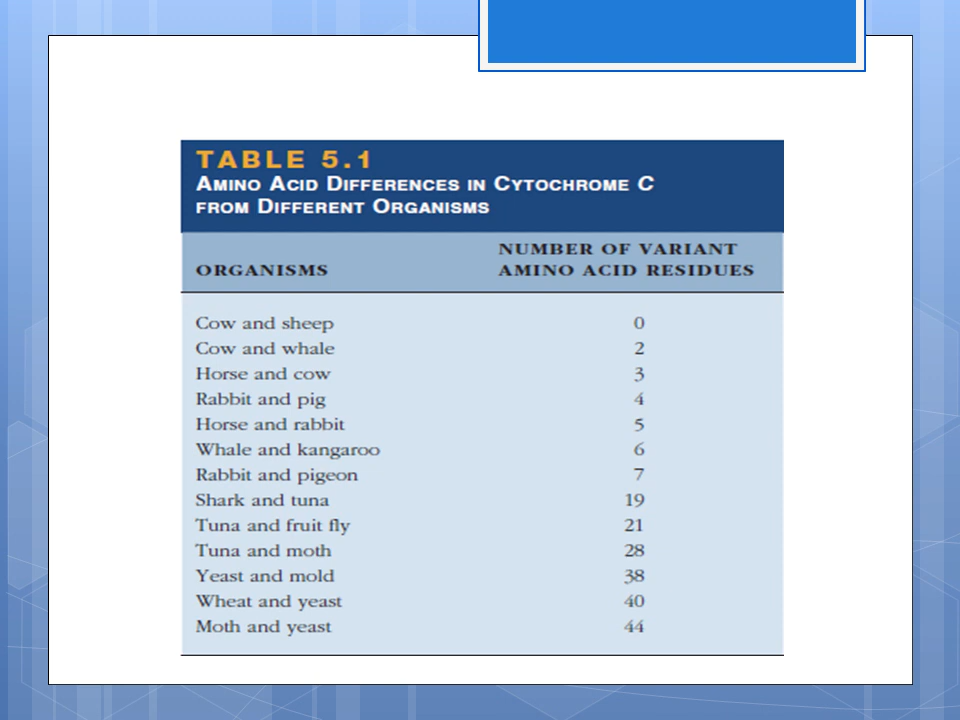 TABLE 5.1
AMINO ACID DIFFERENCES IN CYTOCHROME C
FROM DIFFERENT ORGANISMS
ORGANISMS NUMBER OF VARIANT AMINO ACID RESIDUES
Cow and sheep 0
Cow and whale 2
Horse and cow 3
Rabbit and pig 4
Horse and rabbit 5
Whale and kangaroo 6
Rabbit and pigeon 7
Shark and tuna 19
Tuna and fruit fly 21
Tuna and moth 28
Yeast and mold 38
Wheat and yeast 40
Moth and yeast 44